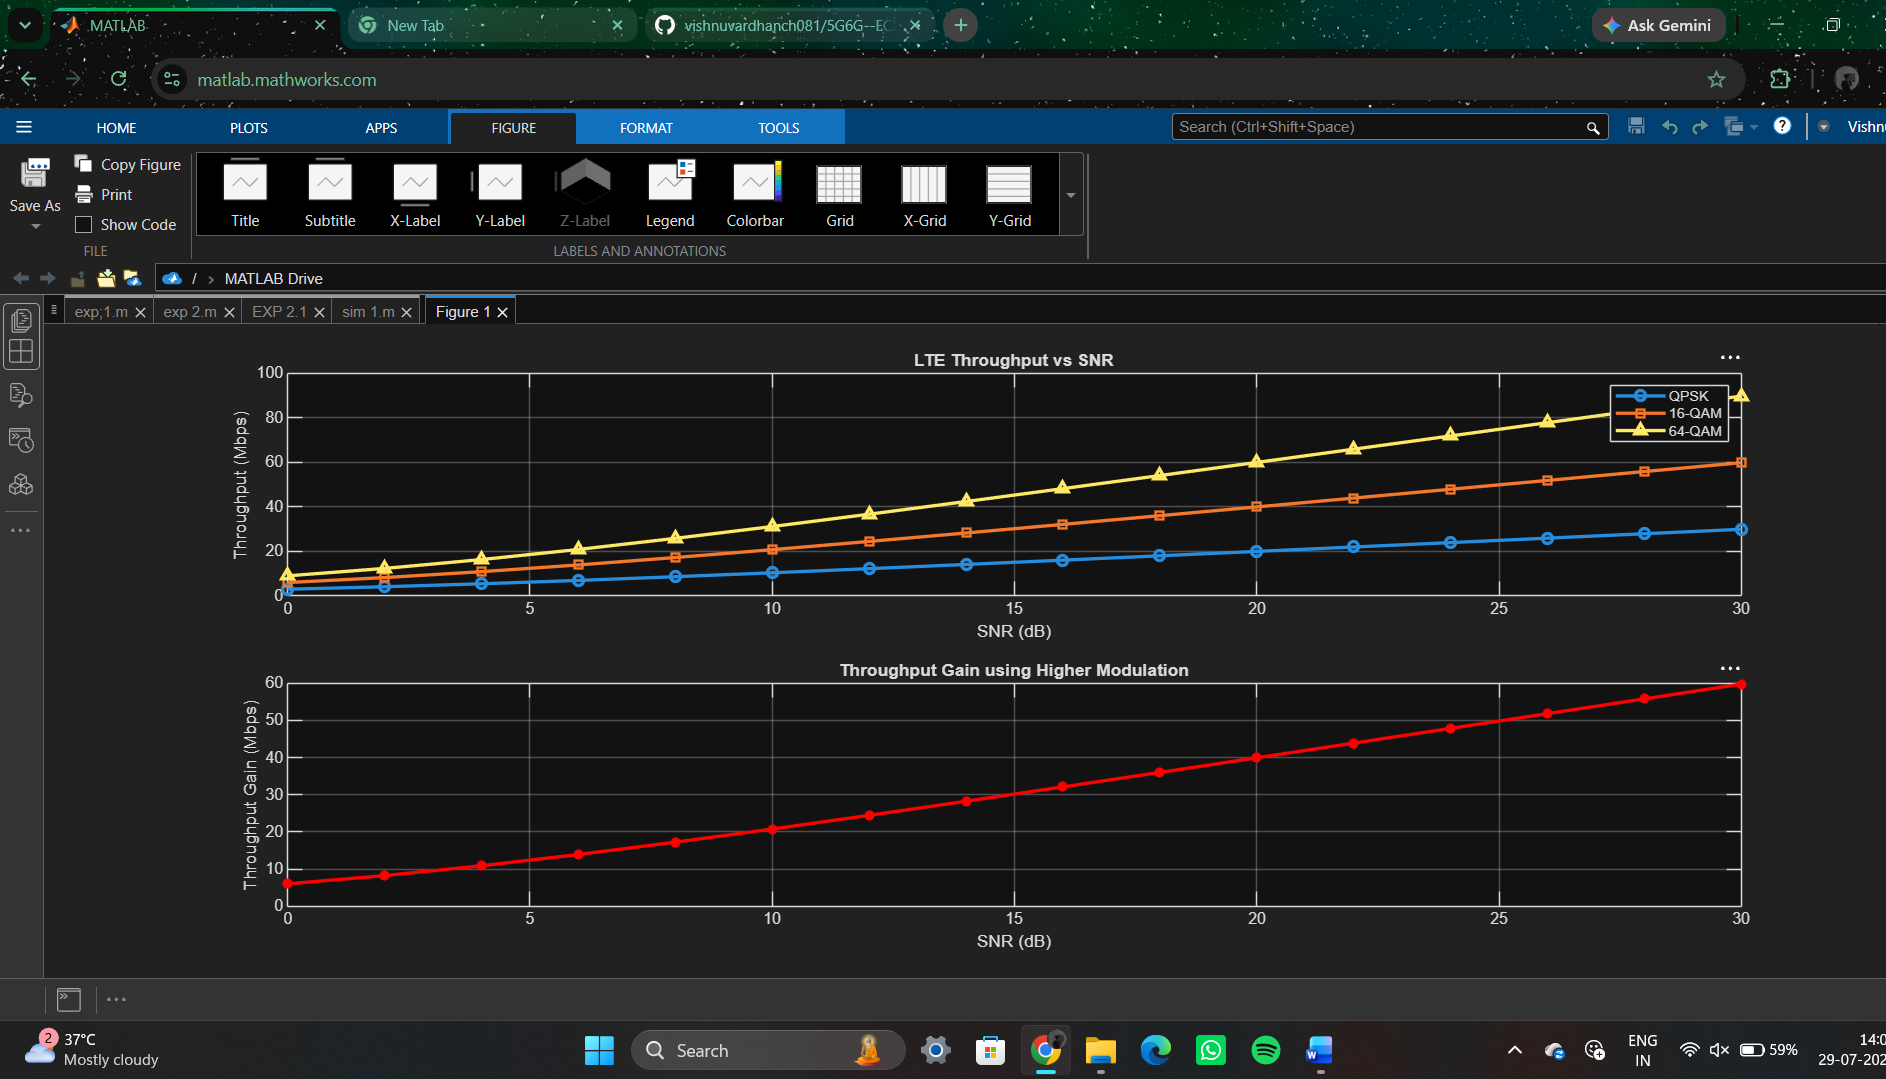 MATLAB
New Tab
vishnuvardhanch081/5G6G--EC
Ask Gemini
matlab.mathworks.com
HOME
PLOTS
APPS
FIGURE
FORMAT
TOOLS
Search (Ctrl+Shift+Space)
Vishnu
Save As
Copy Figure
Print
Show Code
FILE
Title
Subtitle
X-Label
Y-Label
Z-Label
Legend
Colorbar
Grid
X-Grid
Y-Grid
LABELS AND ANNOTATIONS
/ › MATLAB Drive
exp;1.m
exp 2.m
EXP 2.1
sim 1.m
Figure 1
LTE Throughput vs SNR
Throughput (Mbps)
100
80
60
40
20
0
0 5 10 15 20 25 30
SNR (dB)
QPSK
16-QAM
64-QAM
Throughput Gain using Higher Modulation
Throughput Gain (Mbps)
60
50
40
30
20
10
0
0 5 10 15 20 25 30
SNR (dB)
2
37°C
Mostly cloudy
Search
ENG
IN
59%
14:0
29-07-202